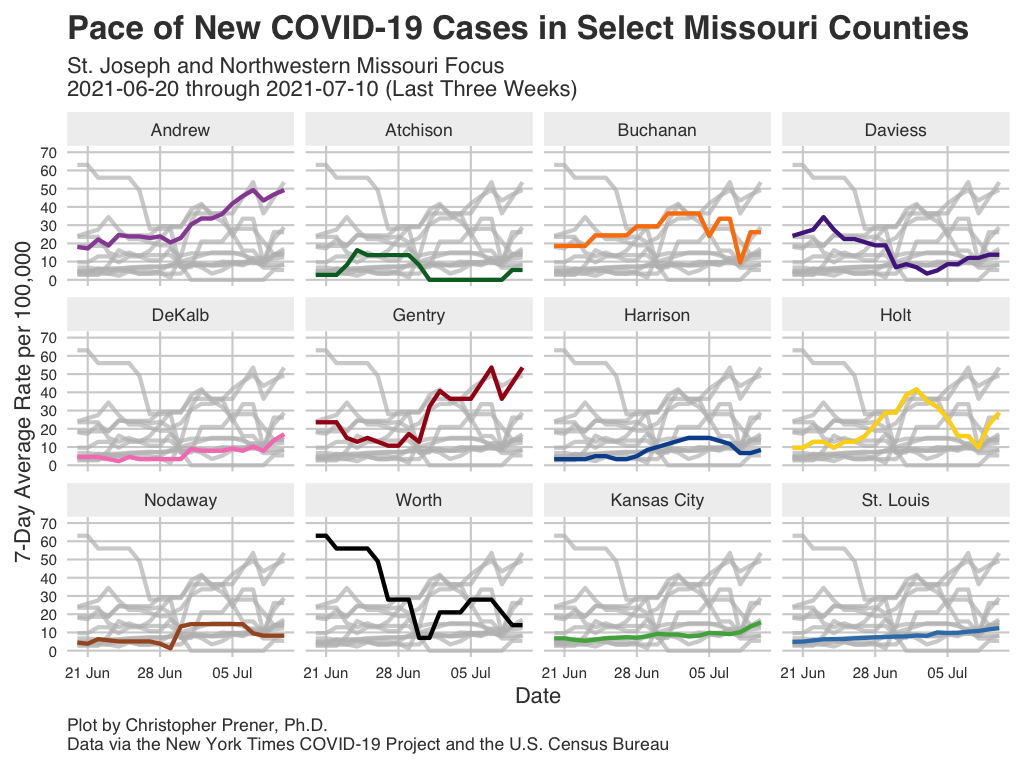 Pace of New COVID-19 Cases in Select Missouri Counties
St. Joseph and Northwestern Missouri Focus
2021-06-20 through 2021-07-10 (Last Three Weeks)
Andrew Atchison Buchanan Daviess
70
60
50
40
30
20
10
0
DeKalb Gentry Harrison Holt
70
60
50
40
30
20
10
0
Nodaway Worth Kansas City St. Louis
70
60
50
40
30
20
10
0
7-Day Average Rate per 100,000
21 Jun 28 Jun 05 Jul 21 Jun 28 Jun 05 Jul 21 Jun 28 Jun 05 Jul 21 Jun 28 Jun 05 Jul
Date
Plot by Christopher Prener, Ph.D.
Data via the New York Times COVID-19 Project and the U.S. Census Bureau